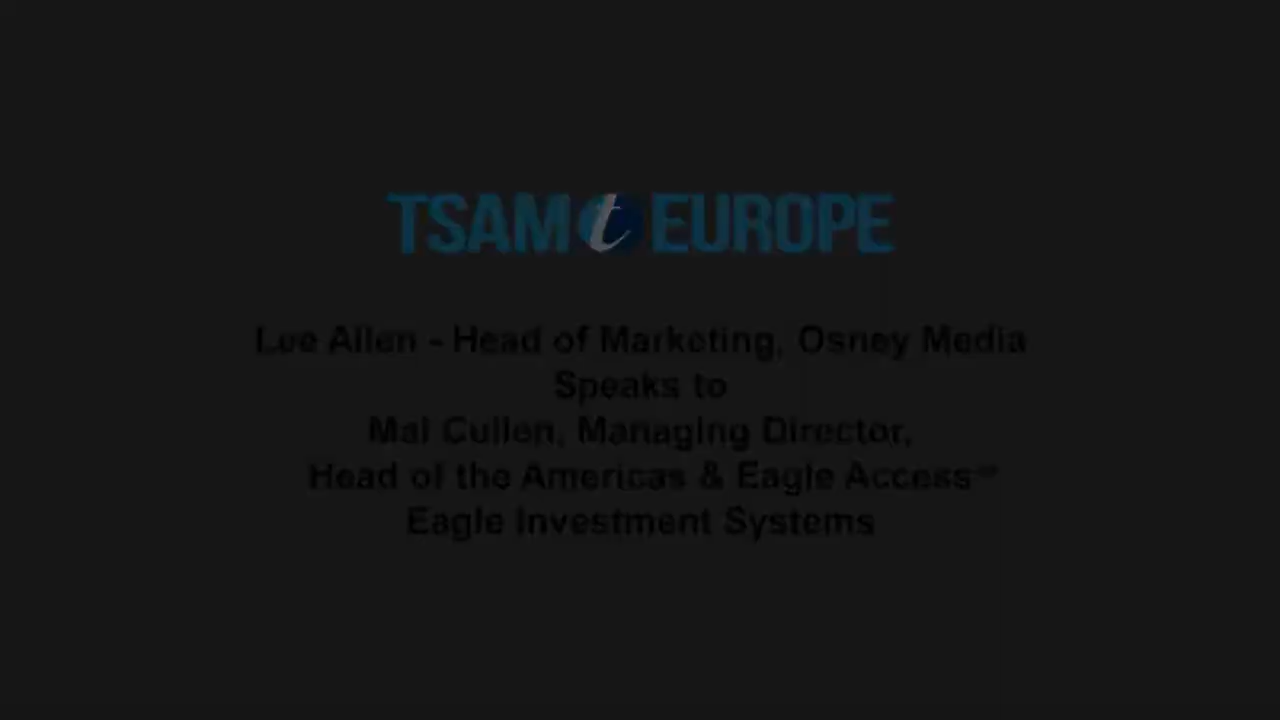 TSAM t EUROPE
Lee Allen - Head of Marketing, Osney Media
Speaks to
Mal Cullen, Managing Director,
Head of the Americas & Eagle Access℠
Eagle Investment Systems